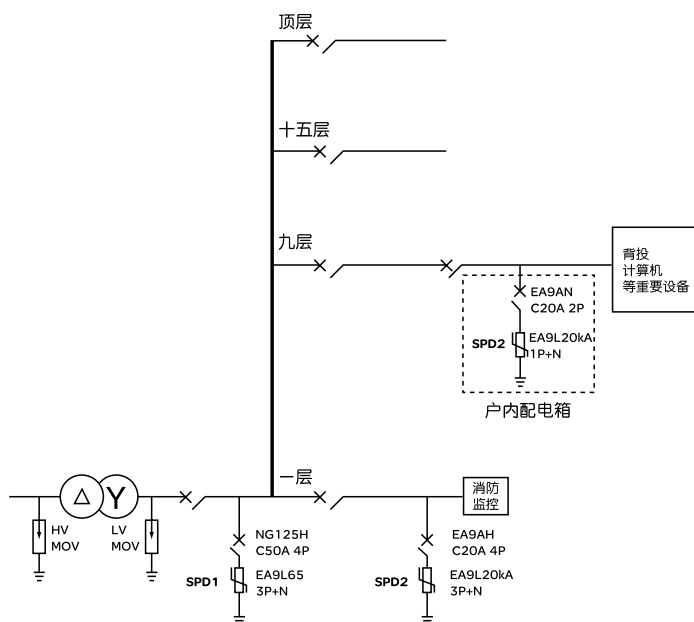 顶层
十五层
九层
背投
计算机
等重要设备
EA9AN
C20A 2P
SPD2
EA9L20kA
1P+N
户内配电箱
一层
消防
监控
Y
HV
MOV
LV
MOV
NG125H
C50A 4P
SPD1
EA9L65
3P+N
EA9AH
C20A 4P
SPD2
EA9L20kA
3P+N